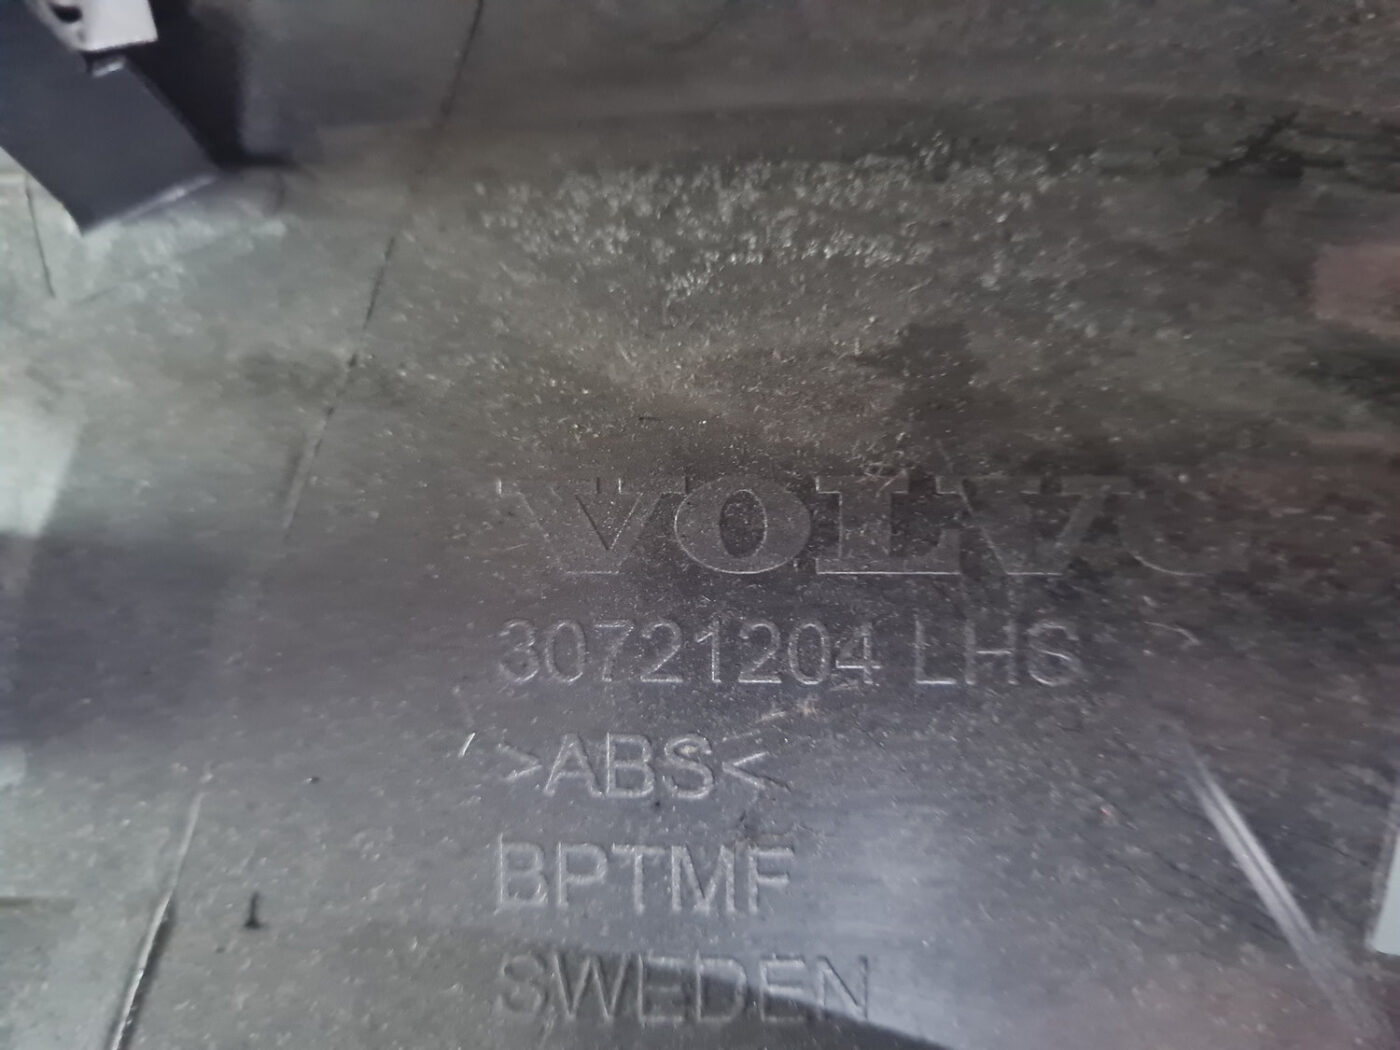 VOLVO
30721204 LHS
>ABS<
BPTMF
SWEDEN